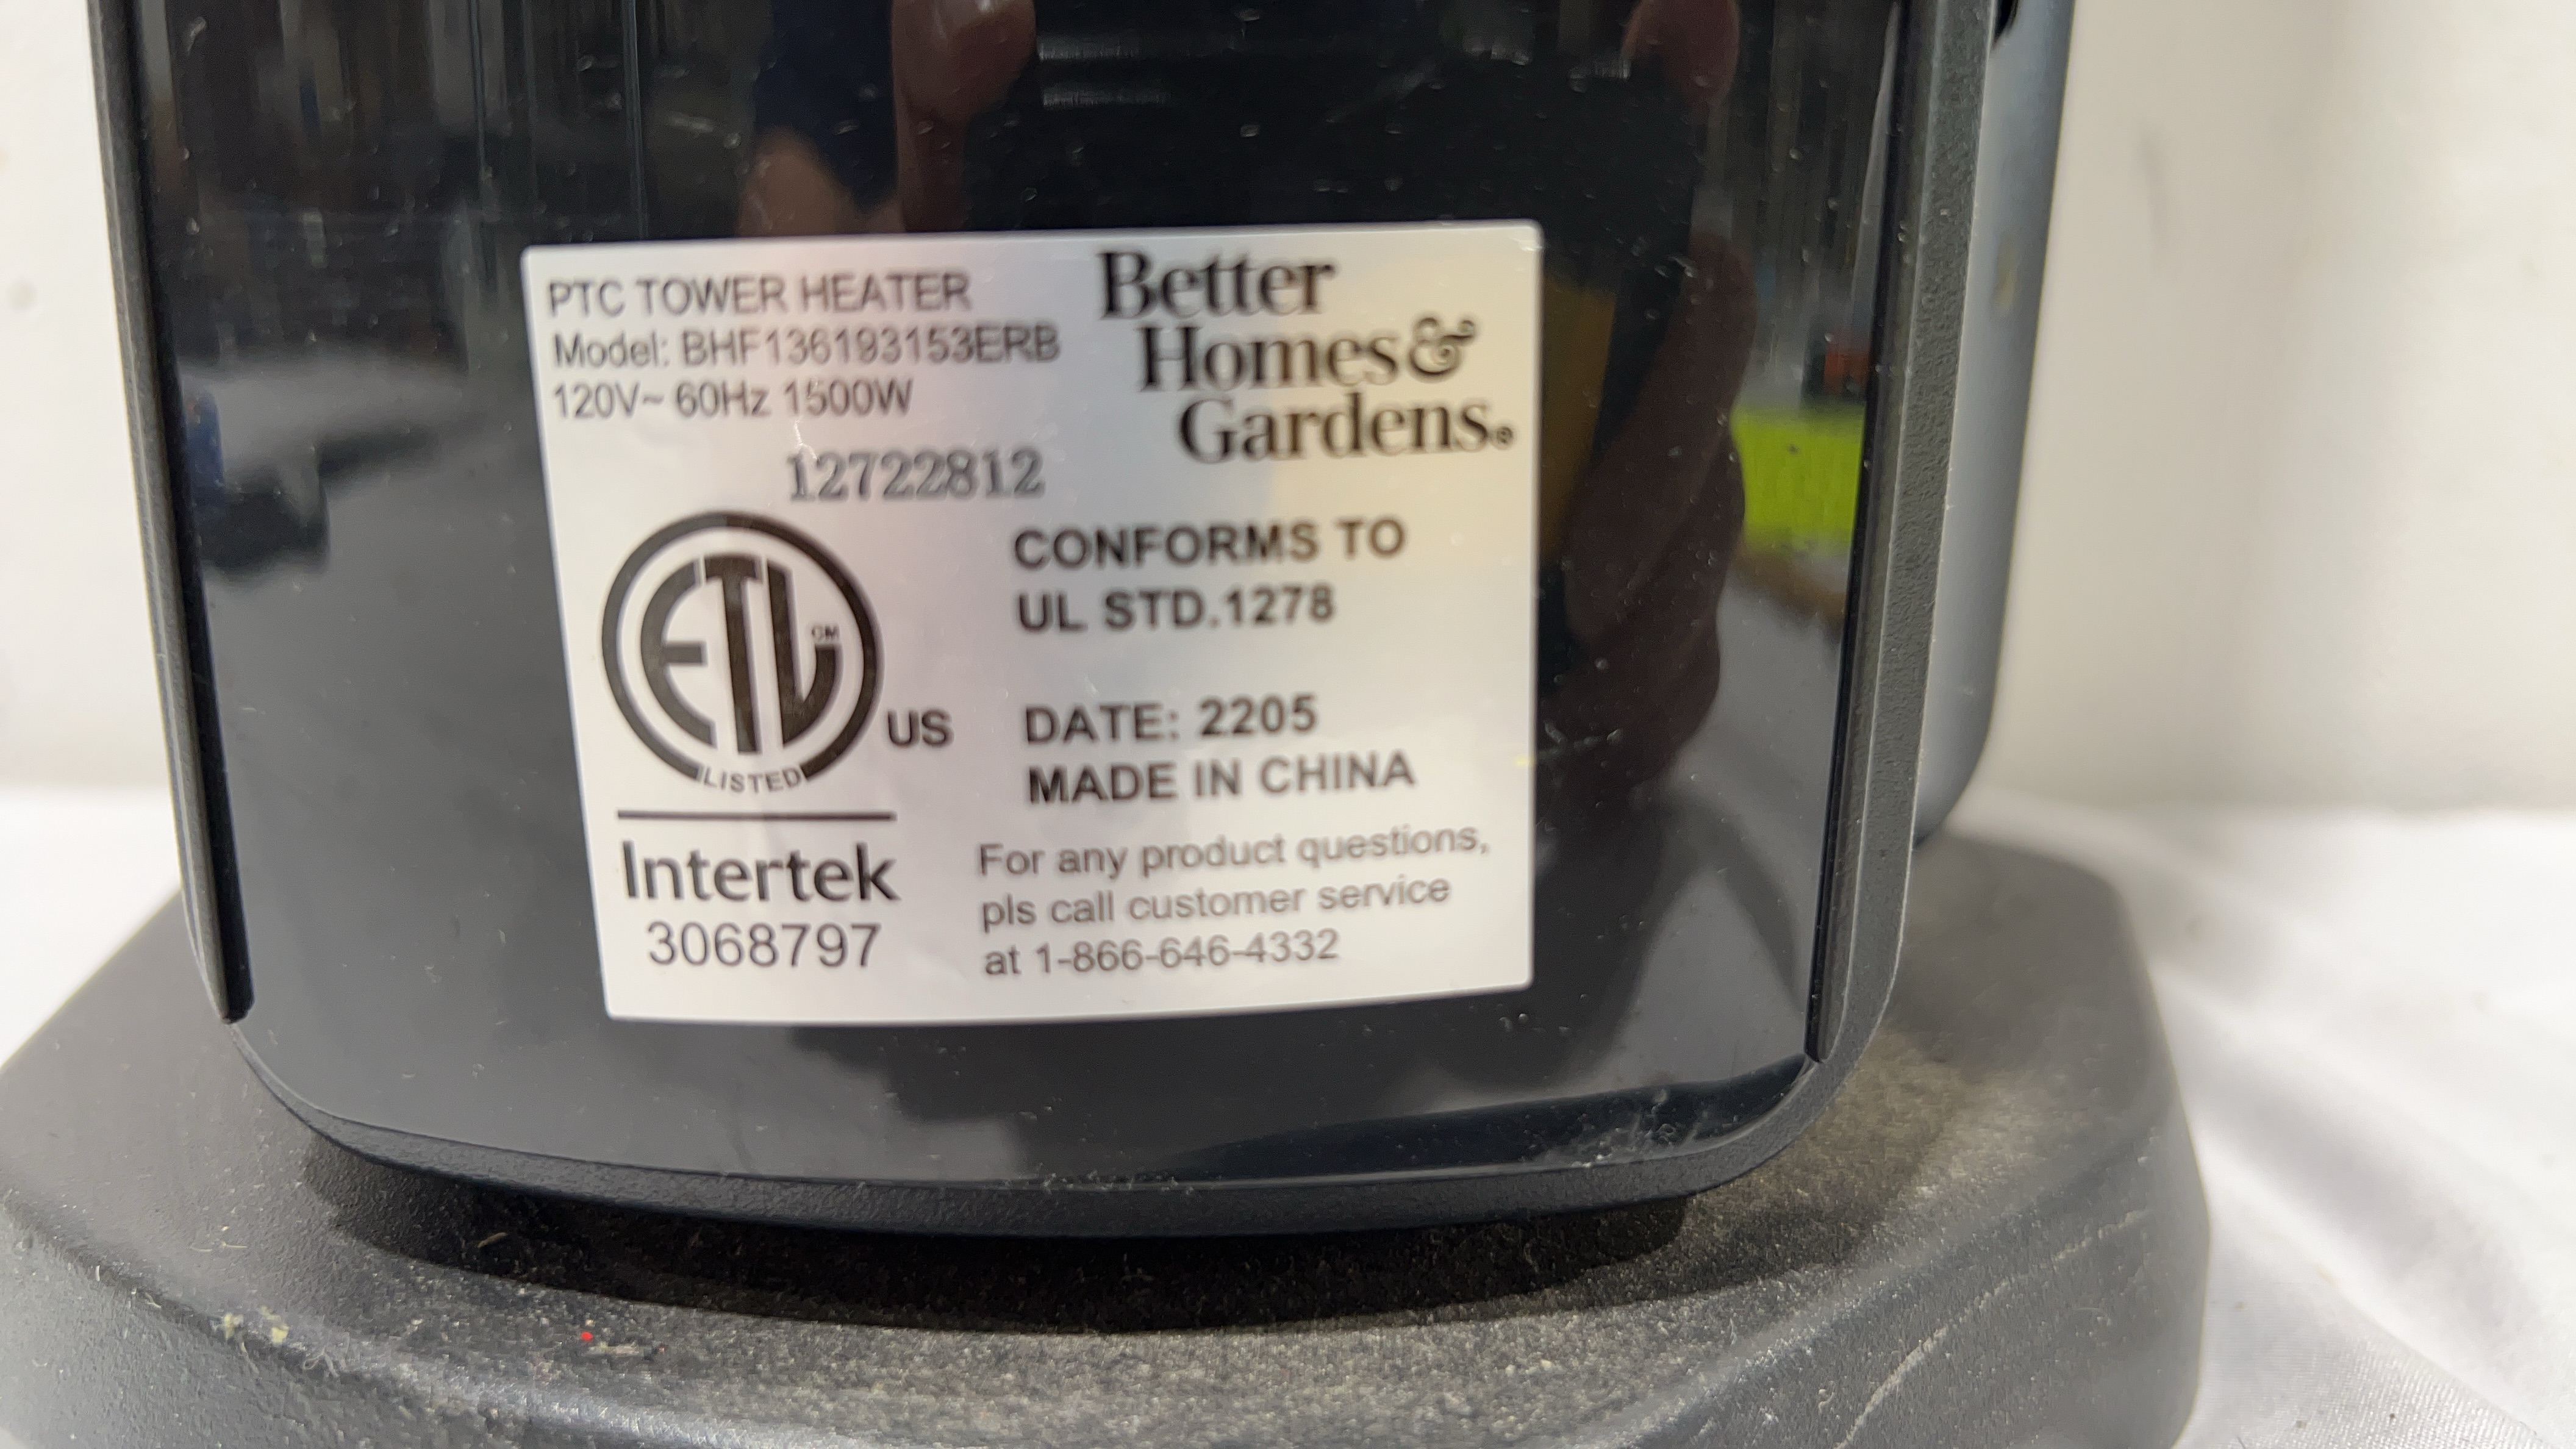 PTC TOWER HEATER
Model: BHF136193153ERB
120V~ 60Hz 1500W
Better
Homes&
Gardens®
12722812
ETL CM
LISTED
US
Intertek
3068797
CONFORMS TO
UL STD.1278
DATE: 2205
MADE IN CHINA
For any product questions,
pls call customer service
at 1-866-646-4332